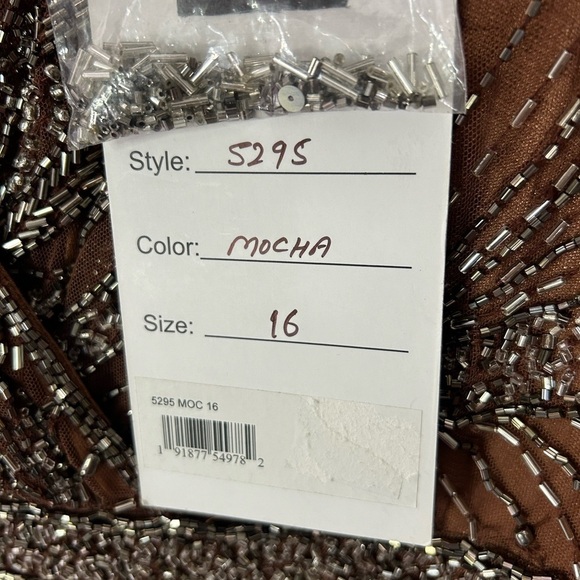 Style: 5295
Color: MOCHA
Size: 16
5295 MOC 16
1 91877 54978 2